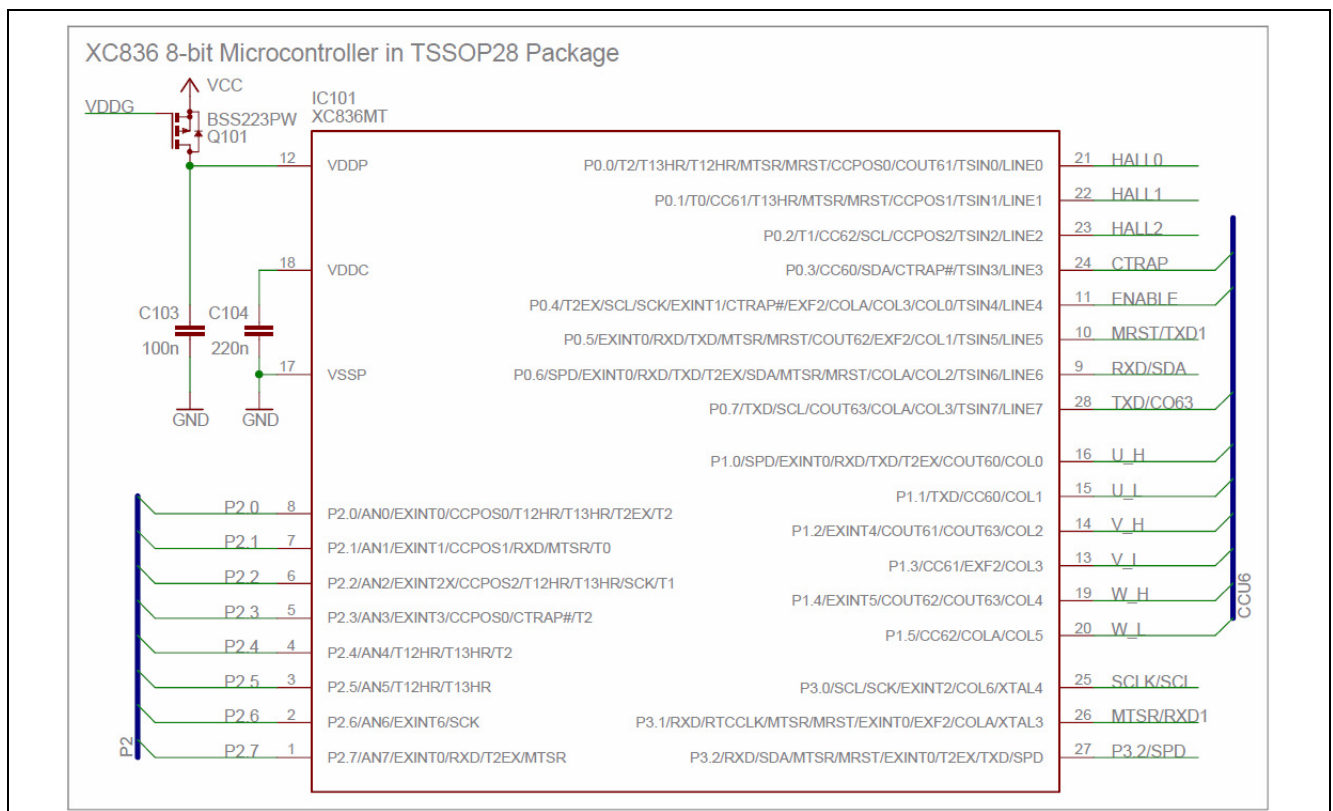 XC836 8-bit Microcontroller in TSSOP28 Package
VCC
VDDG
BSS223PW
Q101
IC101
XC836MT
12 VDDP
18 VDDC
C103 C104
100n 220n
17 VSSP
GND GND
P2.0 8 P2.0/AN0/EXINT0/CCPOS0/T12HR/T13HR/T2EX/T2
P2.1 7 P2.1/AN1/EXINT1/CCPOS1/RXD/MTSR/T0
P2.2 6 P2.2/AN2/EXINT2X/CCPOS2/T12HR/T13HR/SCK/T1
P2.3 5 P2.3/AN3/EXINT3/CCPOS0/CTRAP#/T2
P2.4 4 P2.4/AN4/T12HR/T13HR/T2
P2.5 3 P2.5/AN5/T12HR/T13HR
P2.6 2 P2.6/AN6/EXINT6/SCK
P2.7 1 P2.7/AN7/EXINT0/RXD/T2EX/MTSR
P2
P0.0/T2/T13HR/T12HR/MTSR/MRST/CCPOS0/COUT61/TSIN0/LINE0 21 HALL0
P0.1/T0/CC61/T13HR/MTSR/MRST/CCPOS1/TSIN1/LINE1 22 HALL1
P0.2/T1/CC62/SCL/CCPOS2/TSIN2/LINE2 23 HALL2
P0.3/CC60/SDA/CTRAP#/TSIN3/LINE3 24 CTRAP
P0.4/T2EX/SCL/SCK/EXINT1/CTRAP#/EXF2/COLA/COL3/COL0/TSIN4/LINE4 11 ENABLE
P0.5/EXINT0/RXD/TXD/MTSR/MRST/COUT62/EXF2/COL1/TSIN5/LINE5 10 MRST/TXD1
P0.6/SPD/EXINT0/RXD/TXD/T2EX/SDA/MTSR/MRST/COLA/COL2/TSIN6/LINE6 9 RXD/SDA
P0.7/TXD/SCL/COUT63/COLA/COL3/TSIN7/LINE7 28 TXD/CO63
P1.0/SPD/EXINT0/RXD/TXD/T2EX/COUT60/COL0 16 U_H
P1.1/TXD/CC60/COL1 15 U_L
P1.2/EXINT4/COUT61/COUT63/COL2 14 V_H
P1.3/CC61/EXF2/COL3 13 V_L
P1.4/EXINT5/COUT62/COUT63/COL4 19 W_H
P1.5/CC62/COLA/COL5 20 W_L
CCU6
P3.0/SCL/SCK/EXINT2/COL6/XTAL4 25 SCLK/SCL
P3.1/RXD/RTCCLK/MTSR/MRST/EXINT0/EXF2/COLA/XTAL3 26 MTSR/RXD1
P3.2/RXD/SDA/MTSR/MRST/EXINT0/T2EX/TXD/SPD 27 P3.2/SPD